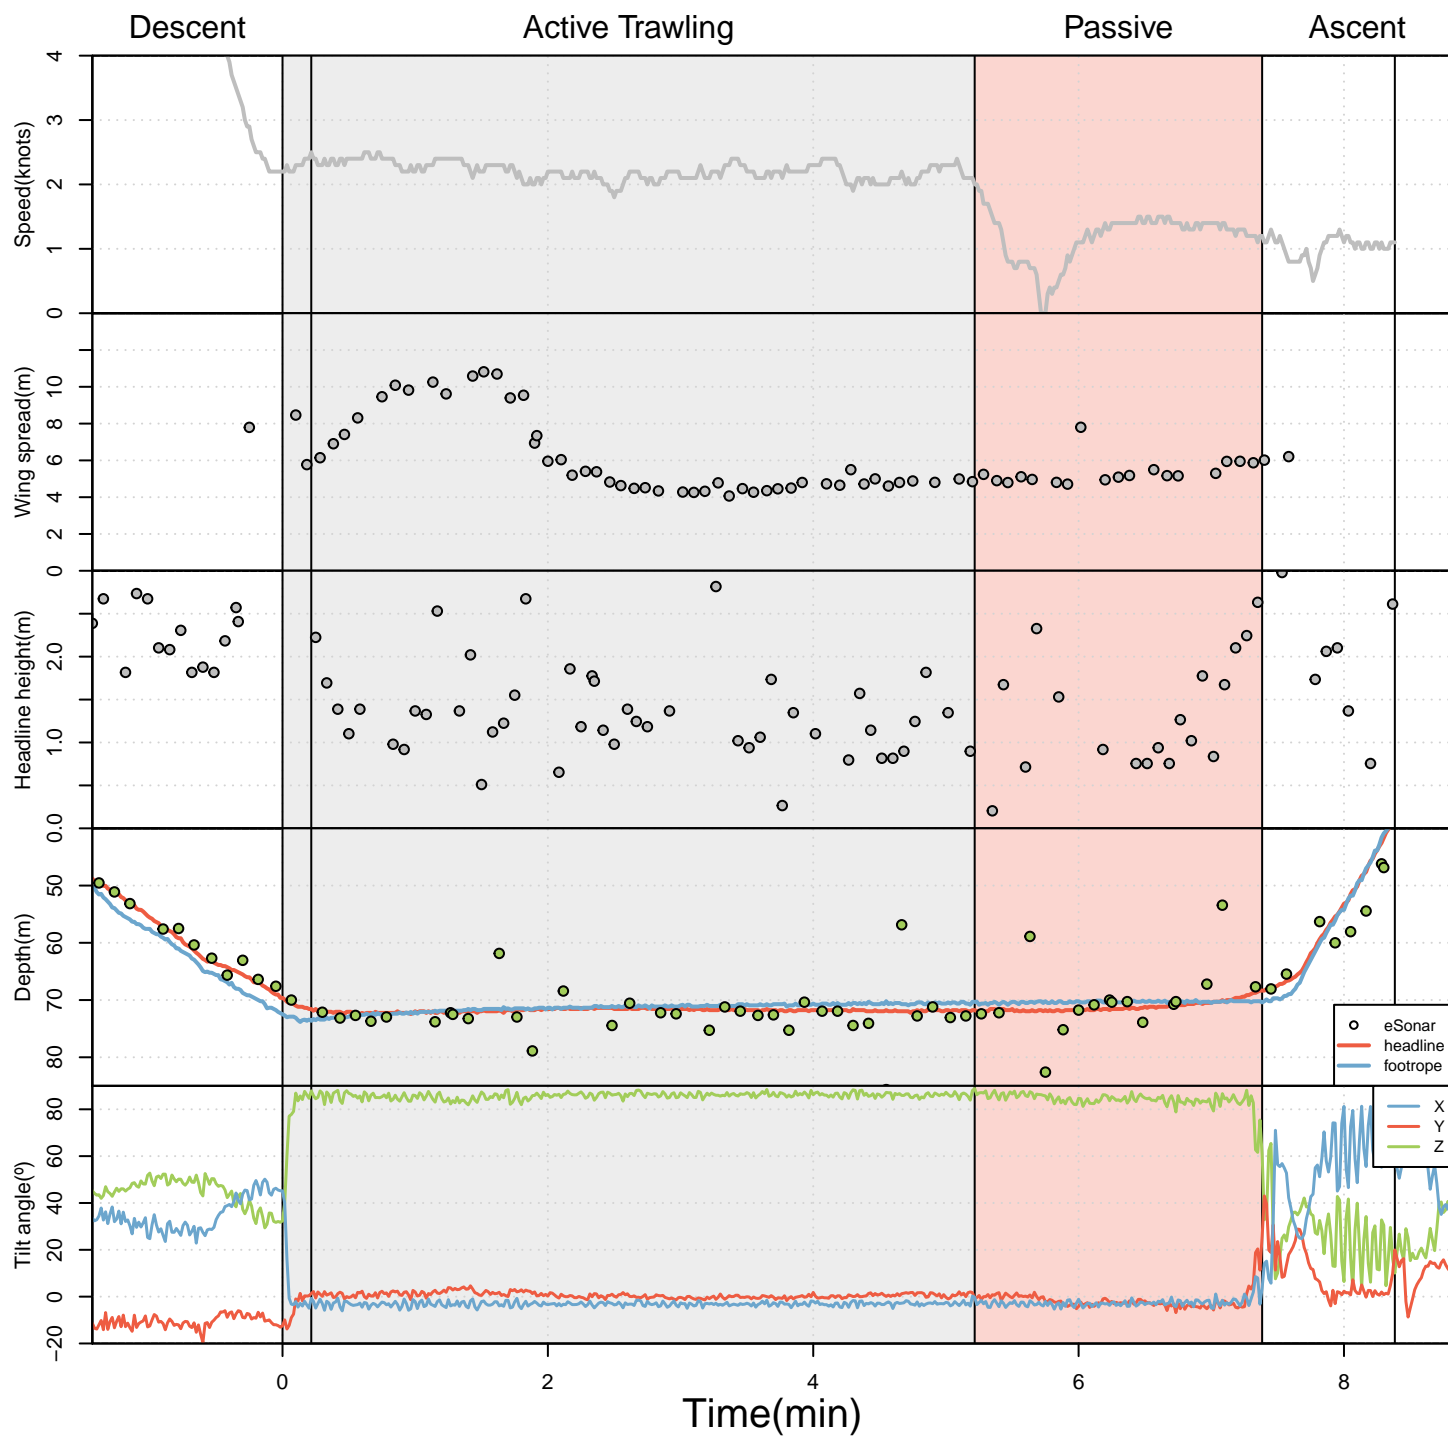 Descent Active Trawling Passive Ascent
Speed(knots)
4
3
2
1
0
Wing spread(m)
10
8
6
4
2
0
Headline height(m)
2.0
1.0
0.0
Depth(m)
50
60
70
80
eSonar
headline
footrope
Tilt angle(º)
80
60
40
20
0
−20
X
Y
Z
0 2 4 6 8
Time(min)